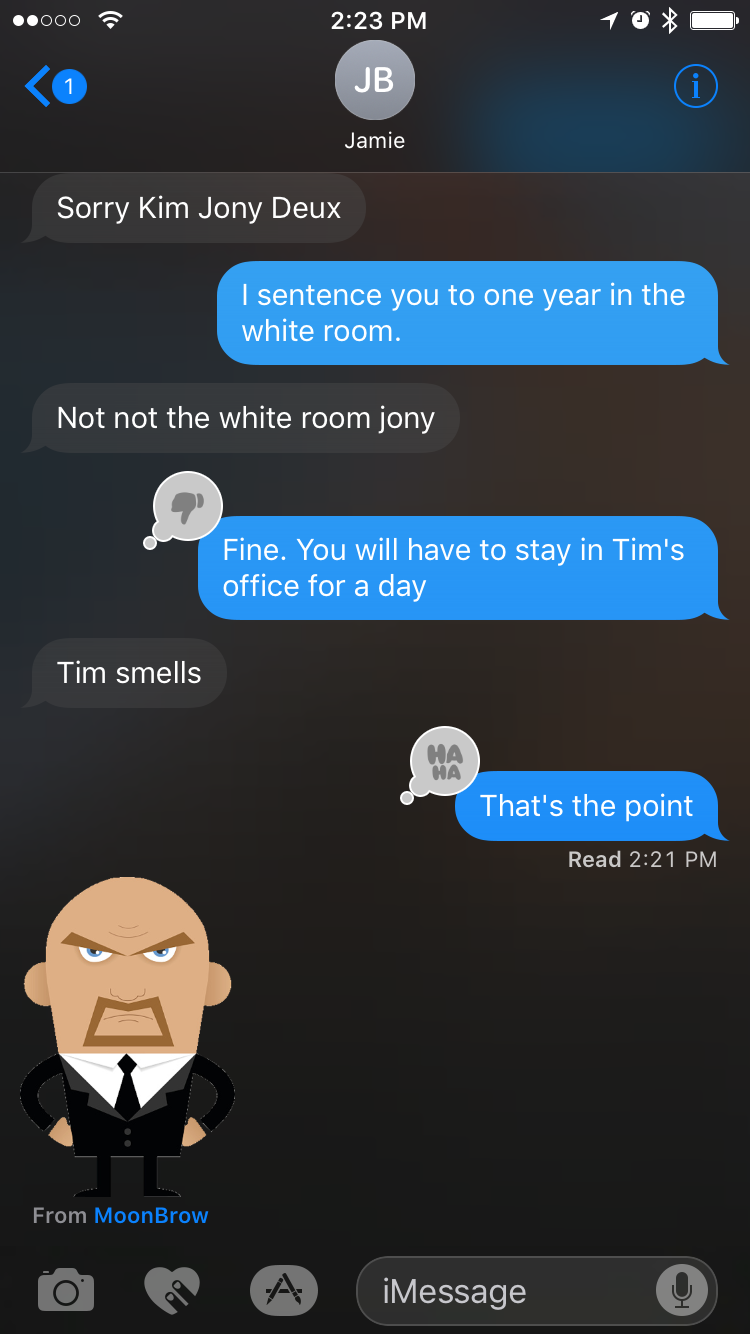 2:23 PM
1
JB
Jamie
Sorry Kim Jony Deux
I sentence you to one year in the
white room.
Not not the white room jony
Fine. You will have to stay in Tim's
office for a day
Tim smells
HA
HA
That's the point
Read 2:21 PM
From MoonBrow
iMessage